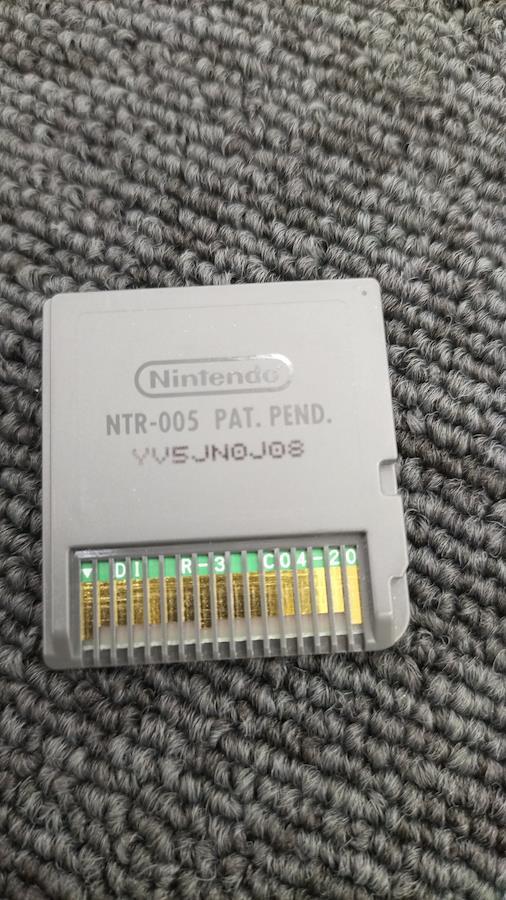 Nintendo
NTR-005 PAT. PEND.
YV5JN0J08
DI R-3 C04-20